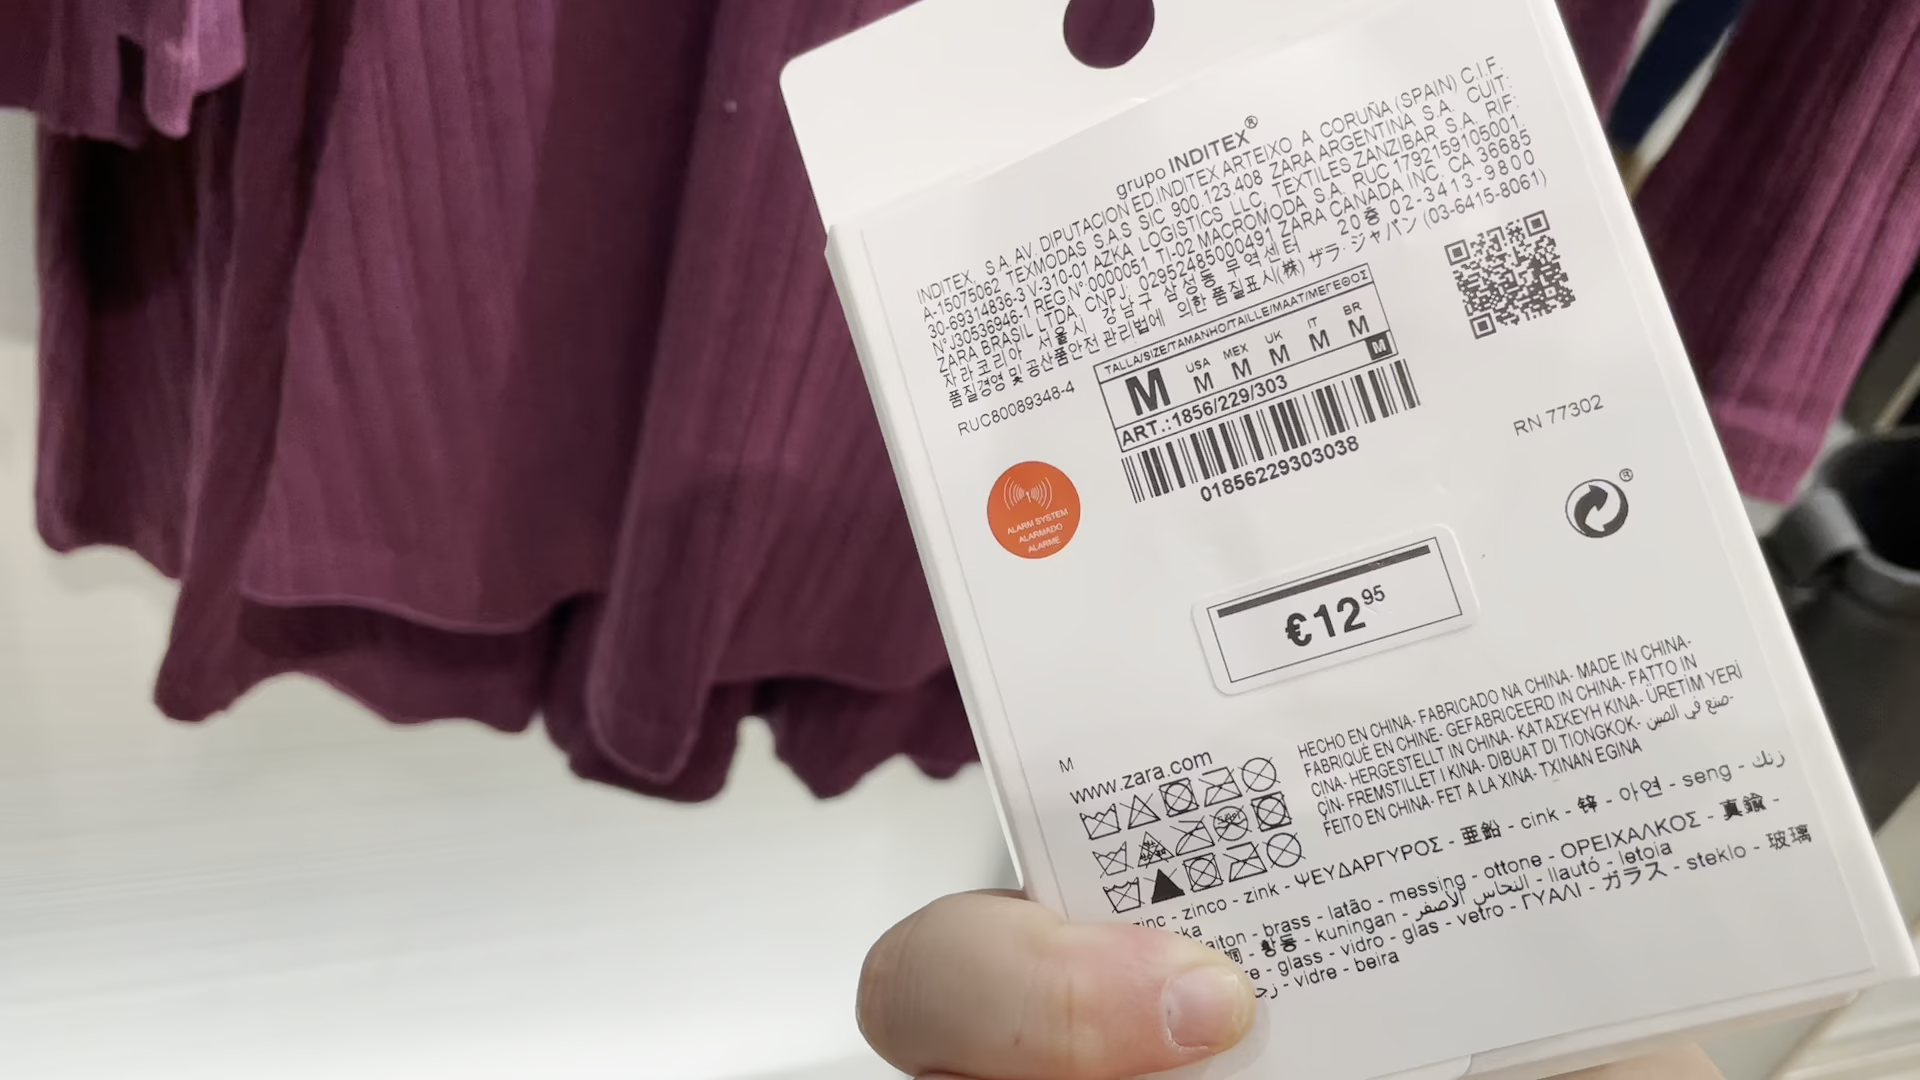 grupo INDITEX®
INDITEX, S.A. AV. DIPUTACION ED.INDITEX ARTEIXO A CORUÑA (SPAIN) C.I.F.
A-15075062 TEXMODAS S.A.S SIC 900.123.408 ZARA ARGENTINA S.A. CUIT:
30-69314836-3 V-310-01 AZKA LOGISTICS LLC, TEXTILES ZANZIBAR S.A. RIF:
N° J30536946-1 REG.N°:0000051 TI-02 MACROMODA S.A. RUC 1792159105001.
ZARA BRASIL LTDA. CNPJ: 02952485000491 ZARA CANADA INC. CA 36685
자라코리아 서울시 강남구 삼성동 무역센터 20층 02-3413-9800
품질경영 및 공산품안전 관리법에 의한 품질표시(株) ザラ・ジャパン (03-6415-8061)
RUC80089348-4
TALLA/SIZE/TAMANHO/TAILLE/MAAT/ΜΕΓΕΘΟΣ
USA MEX UK IT BR
M M M M M M
M
ART.:1856/229/303
01856229303038
RN 77302
ALARM SYSTEM
ALARMADO
ALARME
®
€12 95
HECHO EN CHINA- FABRICADO NA CHINA- MADE IN CHINA-
FABRIQUÉ EN CHINE- GEFABRICEERD IN CHINA- FATTO IN
CINA- HERGESTELLT IN CHINA- ΚΑΤΑΣΚΕΥΗ ΚΙΝΑ- ÜRETİM YERİ
ÇİN- FREMSTILLET I KINA- DIBUAT DI TIONGKOK- صنع في الصين-
FEITO EN CHINA- FET A LA XINA- TXINAN EGINA
M
www.zara.com
zinc - zinco - zink - ΨΕΥΔΑΡΓΥΡΟΣ - 亜鉛 - cink - 锌 - 아연 - seng - زنك
laiton - brass - latão - messing - ottone - ΟΡΕΙΧΑΛΚΟΣ - 真鍮 -
황동 - kuningan - النحاس الأصفر - llautó - letoia
glass - vidro - glas - vetro - ΓΥΑΛΙ - ガラス - steklo - 玻璃
- vidre - beira